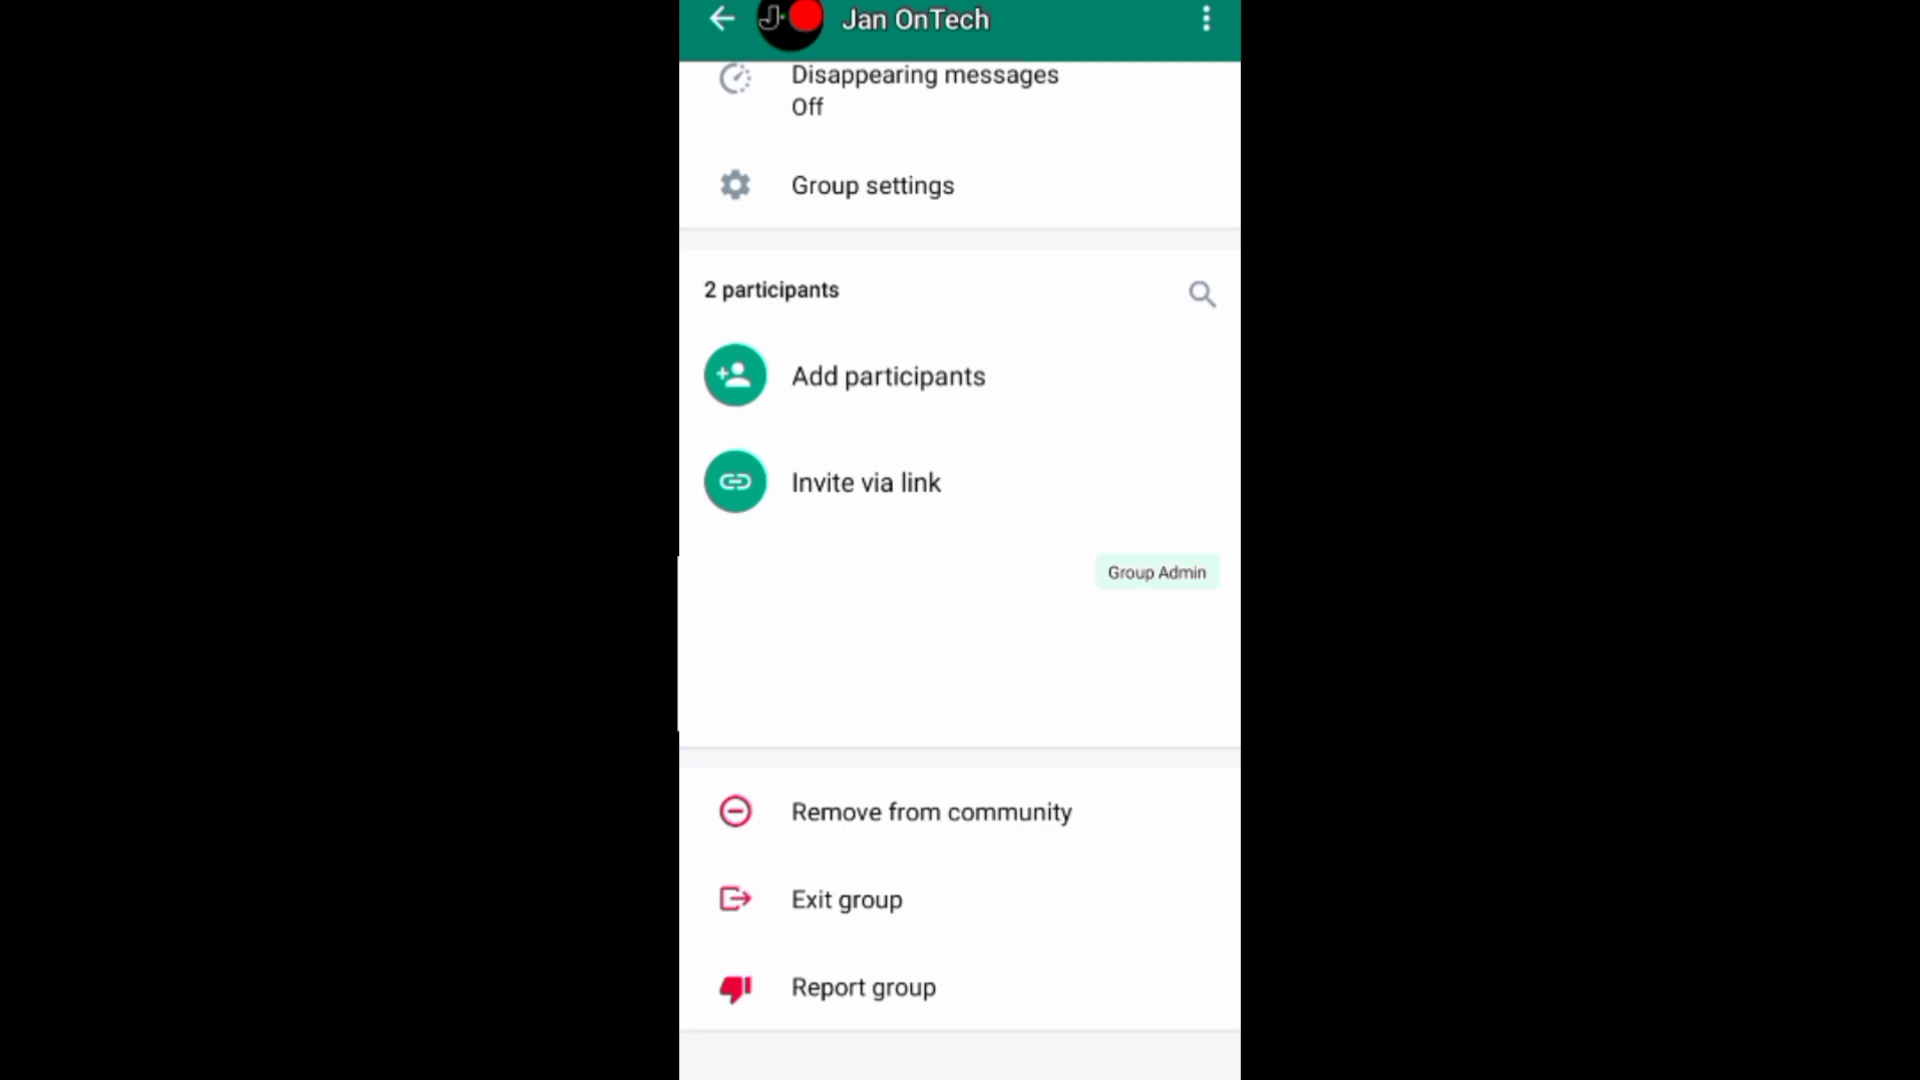 Jan OnTech
Disappearing messages
Off
Group settings
2 participants
Add participants
Invite via link
Group Admin
Remove from community
Exit group
Report group